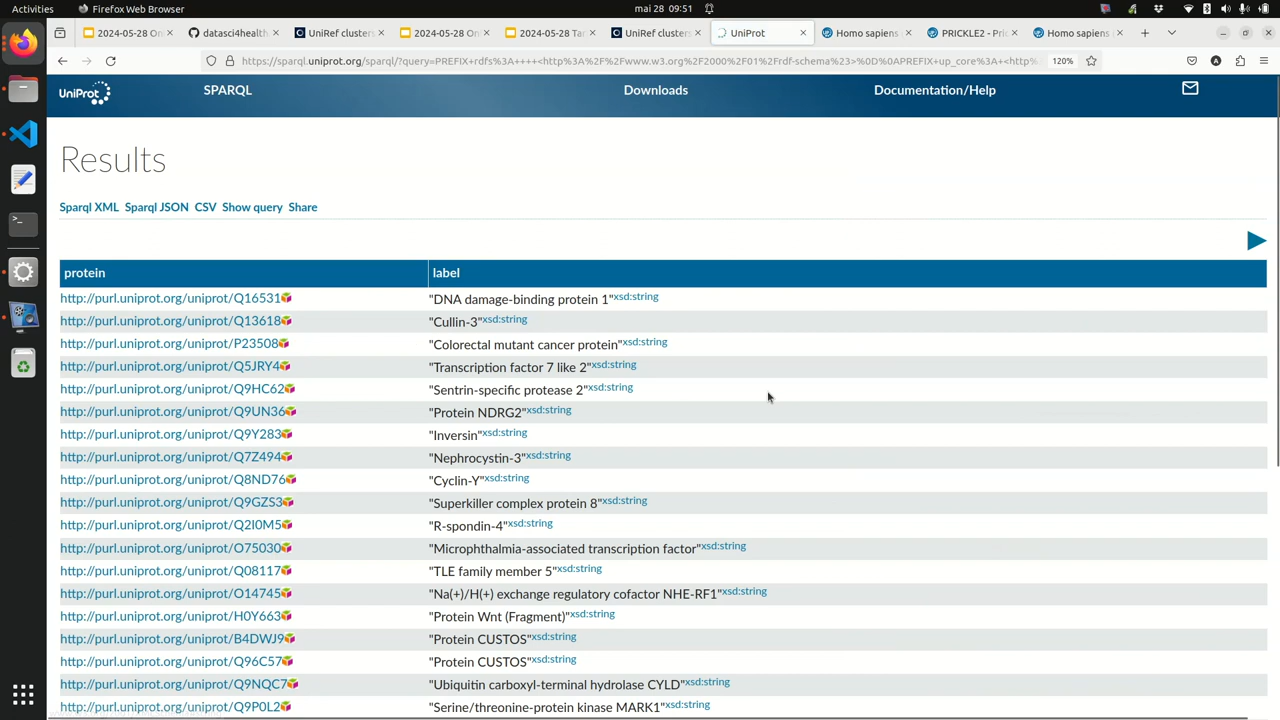 Activities
Firefox Web Browser
mai 28 09:51
2024-05-28 On
datasci4health
UniRef clusters
2024-05-28 On
2024-05-28 Ta
UniRef clusters
UniProt
Homo sapiens
PRICKLE2 - Pric
Homo sapiens
https://sparql.uniprot.org/sparql/?query=PREFIX+rdfs%3A++++<http%3A%2F%2Fwww.w3.org%2F2000%2F01%2Frdf-schema%23>%0D%0APREFIX+up_core%3A+<http%
120%
UniProt
SPARQL
Downloads
Documentation/Help
Results
Sparql XML Sparql JSON CSV Show query Share
protein label
http://purl.uniprot.org/uniprot/Q16531 "DNA damage-binding protein 1"xsd:string
http://purl.uniprot.org/uniprot/Q13618 "Cullin-3"xsd:string
http://purl.uniprot.org/uniprot/P23508 "Colorectal mutant cancer protein"xsd:string
http://purl.uniprot.org/uniprot/Q5JRY4 "Transcription factor 7 like 2"xsd:string
http://purl.uniprot.org/uniprot/Q9HC62 "Sentrin-specific protease 2"xsd:string
http://purl.uniprot.org/uniprot/Q9UN36 "Protein NDRG2"xsd:string
http://purl.uniprot.org/uniprot/Q9Y283 "Inversin"xsd:string
http://purl.uniprot.org/uniprot/Q7Z494 "Nephrocystin-3"xsd:string
http://purl.uniprot.org/uniprot/Q8ND76 "Cyclin-Y"xsd:string
http://purl.uniprot.org/uniprot/Q9GZS3 "Superkiller complex protein 8"xsd:string
http://purl.uniprot.org/uniprot/Q2I0M5 "R-spondin-4"xsd:string
http://purl.uniprot.org/uniprot/O75030 "Microphthalmia-associated transcription factor"xsd:string
http://purl.uniprot.org/uniprot/Q08117 "TLE family member 5"xsd:string
http://purl.uniprot.org/uniprot/O14745 "Na(+)/H(+) exchange regulatory cofactor NHE-RF1"xsd:string
http://purl.uniprot.org/uniprot/H0Y663 "Protein Wnt (Fragment)"xsd:string
http://purl.uniprot.org/uniprot/B4DWJ9 "Protein CUSTOS"xsd:string
http://purl.uniprot.org/uniprot/Q96C57 "Protein CUSTOS"xsd:string
http://purl.uniprot.org/uniprot/Q9NQC7 "Ubiquitin carboxyl-terminal hydrolase CYLD"xsd:string
http://purl.uniprot.org/uniprot/Q9P0L2 "Serine/threonine-protein kinase MARK1"xsd:string